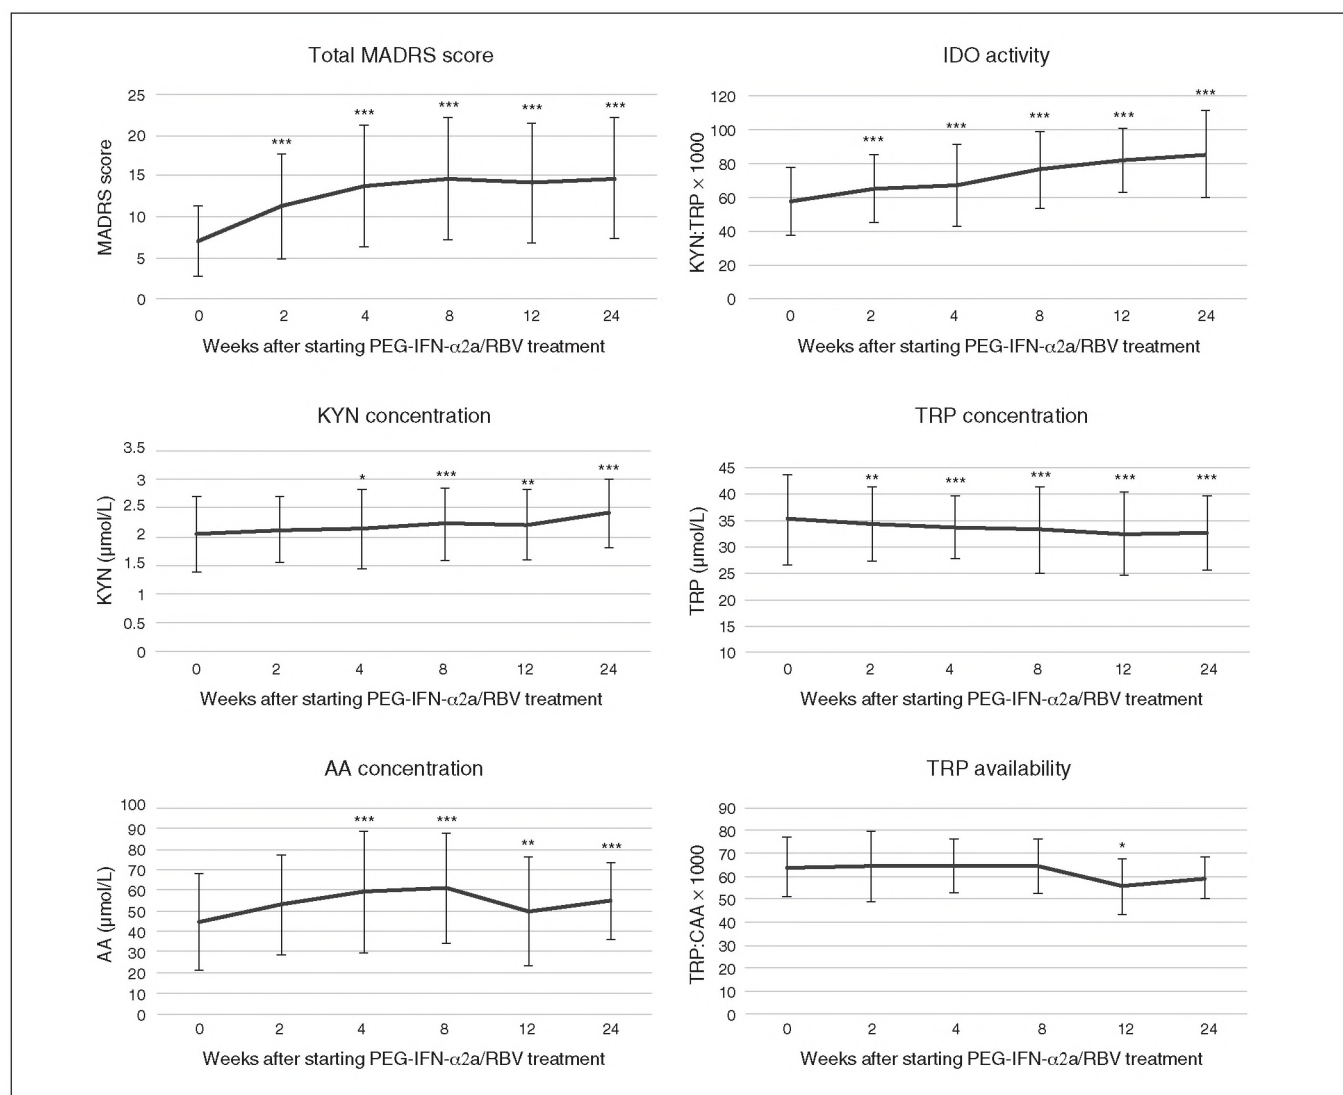 Total MADRS score
MADRS score
25
20
15
10
5
0
*** *** *** *** ***
0 2 4 8 12 24
Weeks after starting PEG-IFN-α2a/RBV treatment
IDO activity
KYN:TRP × 1000
120
100
80
60
40
20
0
*** *** *** *** ***
0 2 4 8 12 24
Weeks after starting PEG-IFN-α2a/RBV treatment
KYN concentration
KYN (µmol/L)
3.5
3
2.5
2
1.5
1
0.5
0
* *** ** ***
0 2 4 8 12 24
Weeks after starting PEG-IFN-α2a/RBV treatment
TRP concentration
TRP (µmol/L)
45
40
35
30
25
20
15
10
** *** *** *** ***
0 2 4 8 12 24
Weeks after starting PEG-IFN-α2a/RBV treatment
AA concentration
AA (µmol/L)
100
90
80
70
60
50
40
30
20
10
0
*** *** ** ***
0 2 4 8 12 24
Weeks after starting PEG-IFN-α2a/RBV treatment
TRP availability
TRP:CAA × 1000
90
80
70
60
50
40
30
20
10
0
*
0 2 4 8 12 24
Weeks after starting PEG-IFN-α2a/RBV treatment